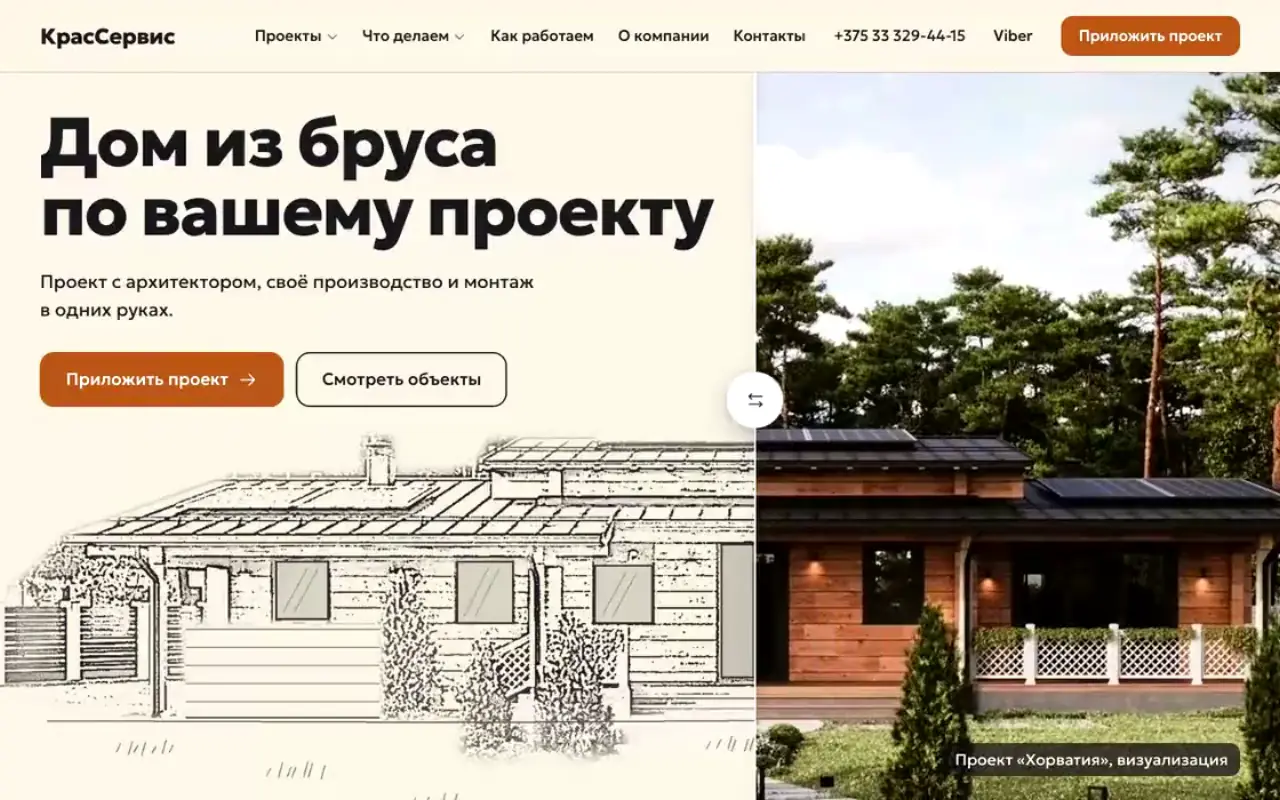 КрасСервис
Проекты
Что делаем
Как работаем
О компании
Контакты
+375 33 329-44-15
Viber
Приложить проект
Дом из бруса
по вашему проекту
Проект с архитектором, своё производство и монтаж
в одних руках.
Приложить проект
Смотреть объекты
Проект «Хорватия», визуализация